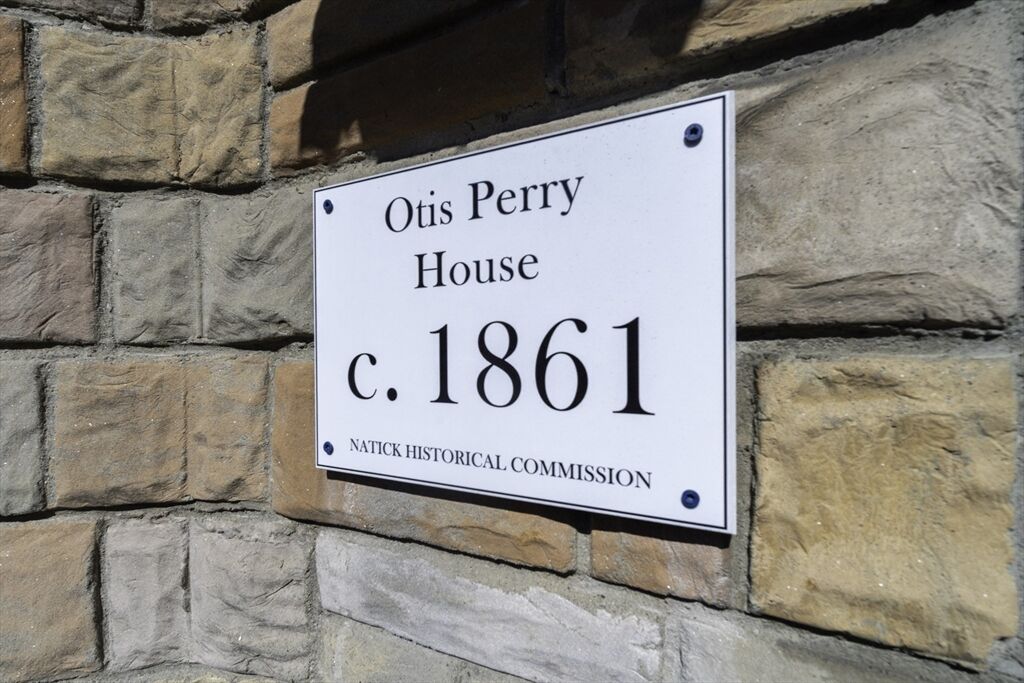 Otis Perry
House
c. 1861
NATICK HISTORICAL COMMISSION